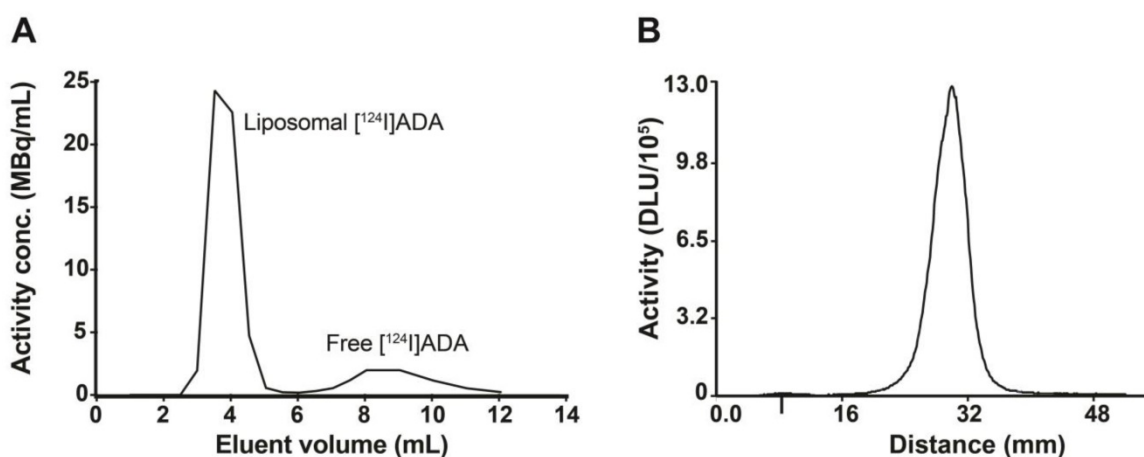 A
Activity conc. (MBq/mL)
25
20
15
10
5
0
Liposomal [¹²⁴I]ADA
Free [¹²⁴I]ADA
0 2 4 6 8 10 12 14
Eluent volume (mL)
B
Activity (DLU/10⁵)
13.0
9.8
6.5
3.2
0
0.0 16 32 48
Distance (mm)